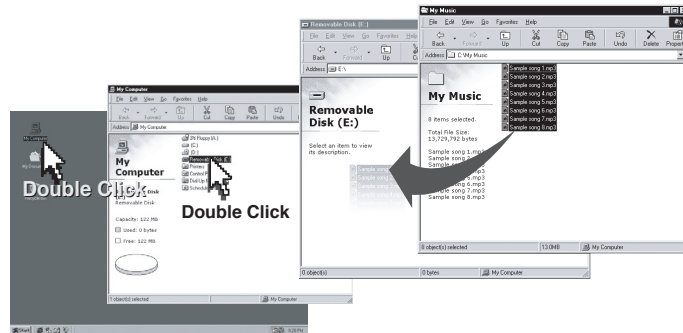 My Computer
Double Click
Start
My Computer
File Edit View Go Favorites Help
Back Forward Up Cut Copy Paste Undo
Address My Computer
My
Computer
Removable Disk
Capacity: 122 MB
Used: 0 bytes
Free: 122 MB
3½ Floppy (A:)
(C:)
(D:)
Removable Disk (E:)
Printers
Double Click
1 object(s) selected
My Computer
Removable Disk (E:)
File Edit View Go Favorites Help
Back Forward Up
Address E:\
Removable
Disk (E:)
Select an item to view
its description.
0 object(s)
0 bytes
My Computer
My Music
File Edit View Go Favorites Help
Back Forward Up Cut Copy Paste Undo Delete
Address C:\My Music
My Music
8 items selected.
Total File Size:
13,729,792 bytes
Sample song 1.mp3
Sample song 6.mp3
Sample song 7.mp3
Sample song 8.mp3
Sample song 1.mp3
Sample song 2.mp3
Sample song 3.mp3
Sample song 4.mp3
Sample song 5.mp3
Sample song 6.mp3
Sample song 7.mp3
Sample song 8.mp3
8 object(s) selected
13.0MB
My Computer